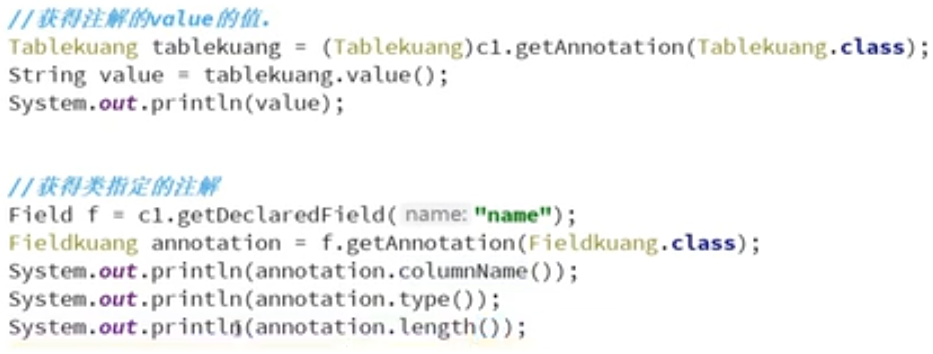 //获得注解的value的值.
Tablekuang tablekuang = (Tablekuang)c1.getAnnotation(Tablekuang.class);
String value = tablekuang.value();
System.out.println(value);
//获得类指定的注解
Field f = c1.getDeclaredField( name: "name");
Fieldkuang annotation = f.getAnnotation(Fieldkuang.class);
System.out.println(annotation.columnName());
System.out.println(annotation.type());
System.out.println(annotation.length());